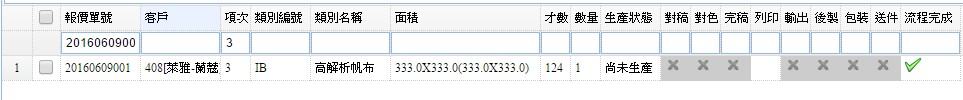 報價單號 客戶 項次 類別編號 類別名稱 面積 才數 數量 生產狀態 對稿 對色 完稿 列印 輸出 後製 包裝 送件 流程完成
2016060900 3
1 20160609001 408[萊雅-蘭蔻 3 IB 高解析帆布 333.0X333.0(333.0X333.0) 124 1 尚未生產